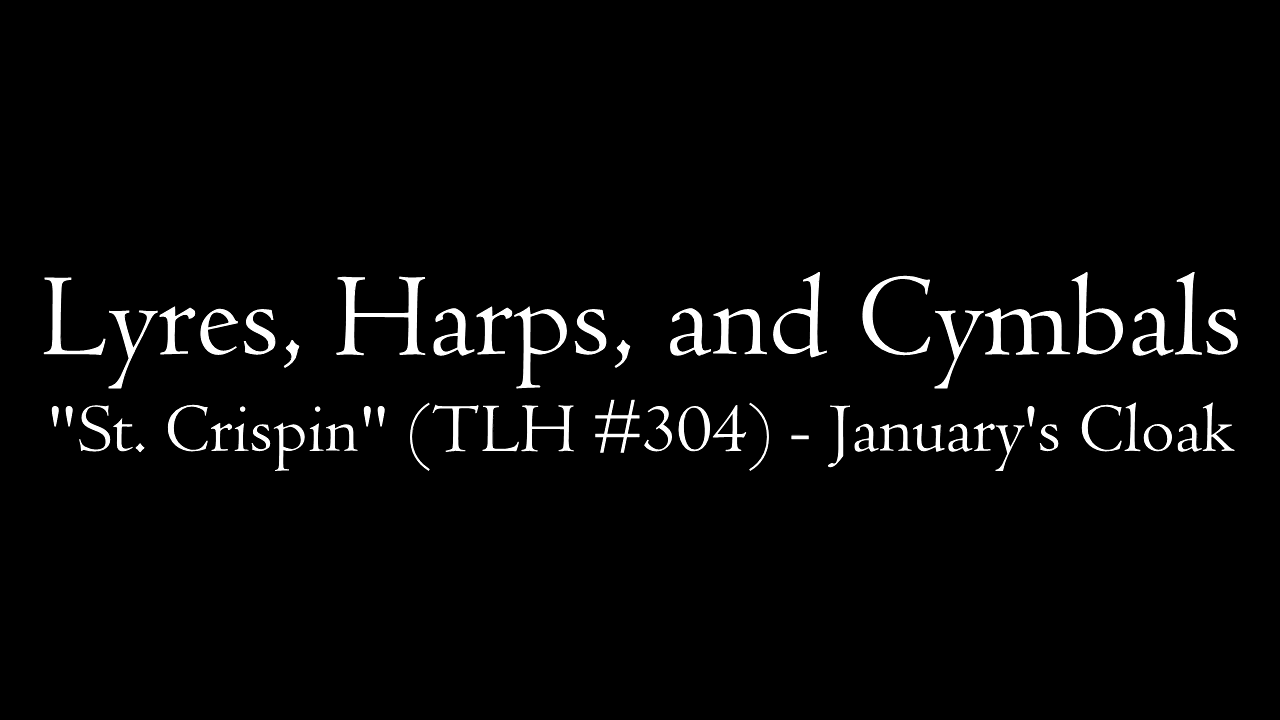 Lyres, Harps, and Cymbals
"St. Crispin" (TLH #304) - January's Cloak